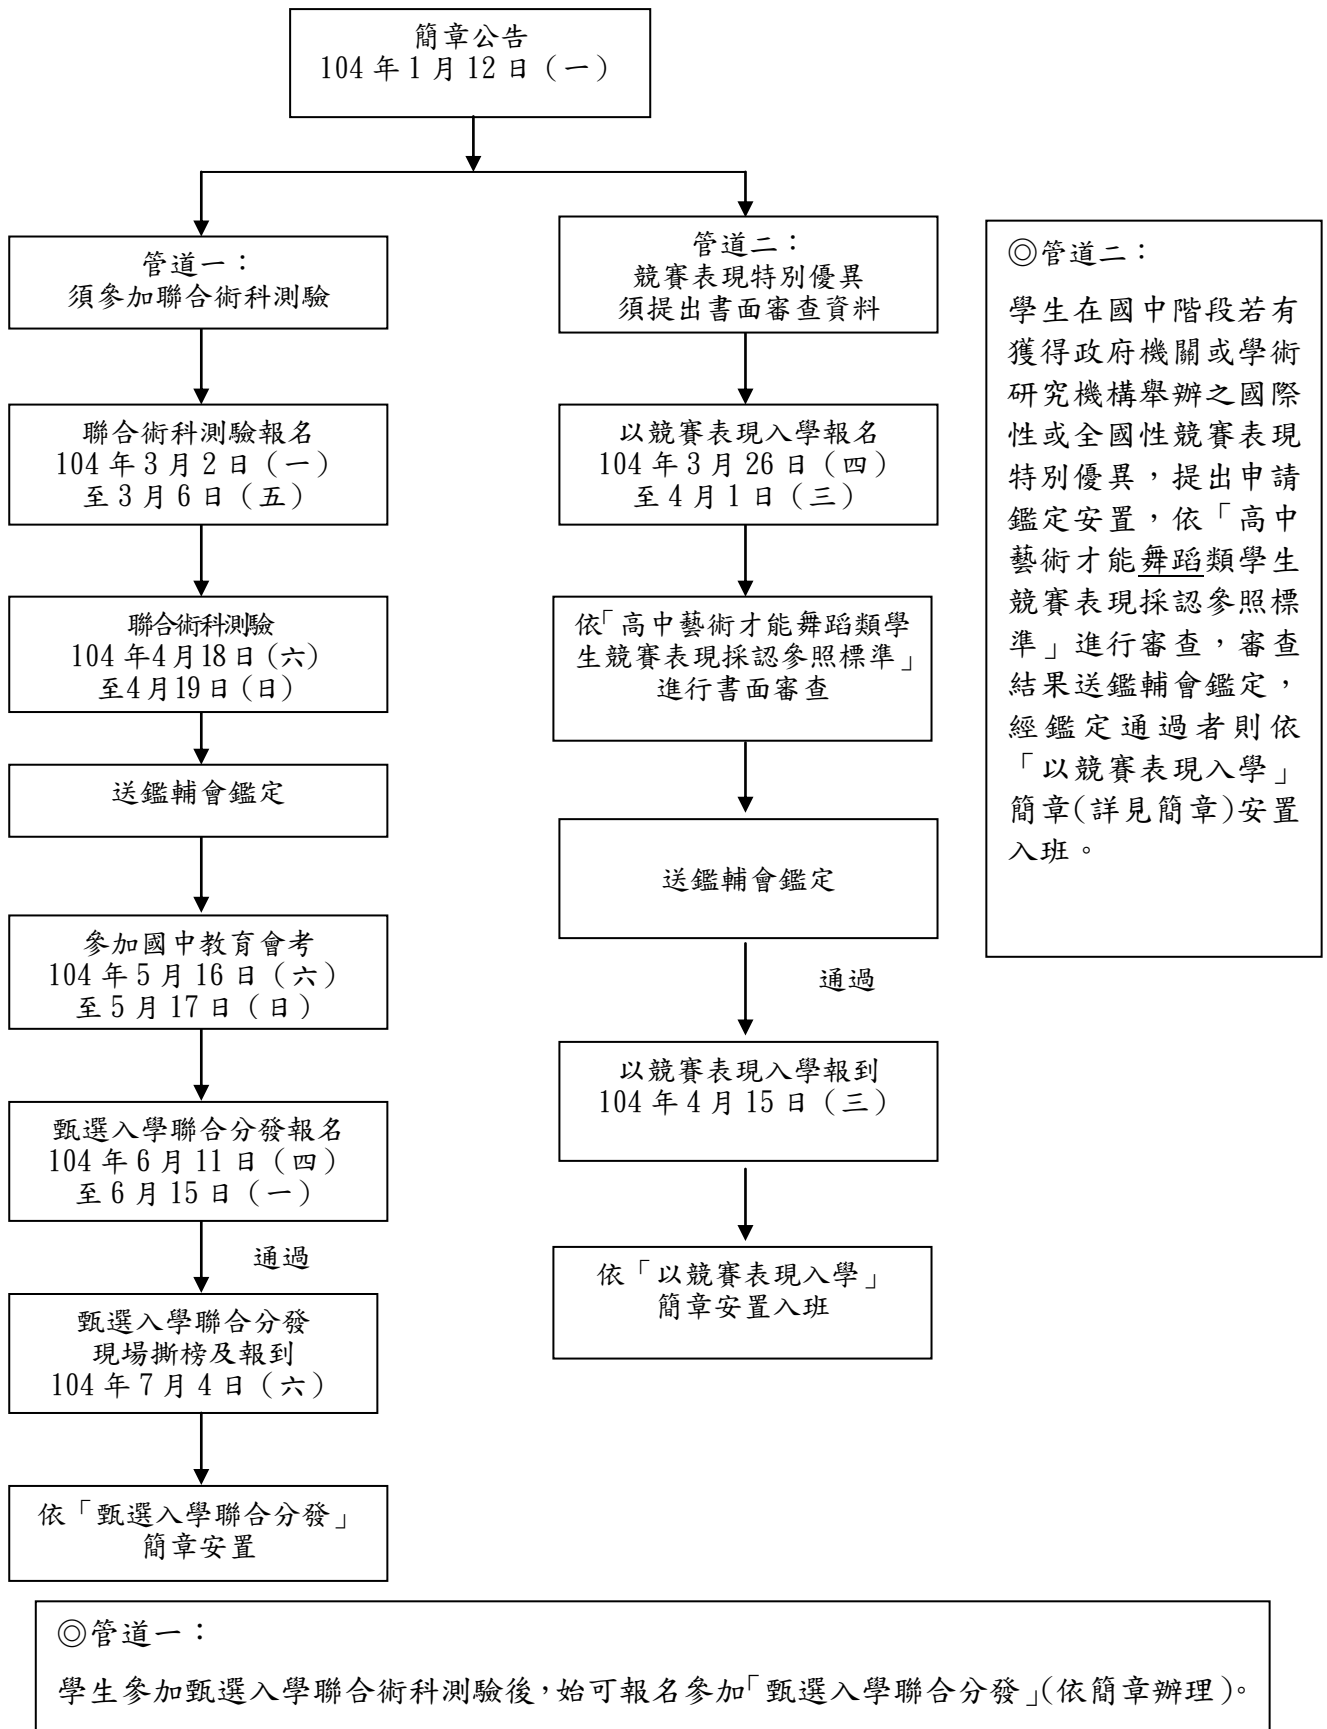 簡章公告
104 年 1 月 12 日（一）
管道一：
須參加聯合術科測驗
聯合術科測驗報名
104 年 3 月 2 日（一）
至 3 月 6 日（五）
聯合術科測驗
104 年4月18日(六)
至4月19日(日)
送鑑輔會鑑定
參加國中教育會考
104 年 5 月 16 日（六）
至 5 月 17 日（日）
甄選入學聯合分發報名
104 年 6 月 11 日（四）
至 6 月 15 日（一）
通過
甄選入學聯合分發
現場撕榜及報到
104 年 7 月 4 日（六）
依「甄選入學聯合分發」
簡章安置
管道二：
競賽表現特別優異
須提出書面審查資料
以競賽表現入學報名
104 年 3 月 26 日（四）
至 4 月 1 日（三）
依「高中藝術才能舞蹈類學
生競賽表現採認參照標準」
進行書面審查
送鑑輔會鑑定
通過
以競賽表現入學報到
104 年 4 月 15 日（三）
依「以競賽表現入學」
簡章安置入班
◎管道二：
學生在國中階段若有
獲得政府機關或學術
研究機構舉辦之國際
性或全國性競賽表現
特別優異，提出申請
鑑定安置，依「高中
藝術才能舞蹈類學生
競賽表現採認參照標
準」進行審查，審查
結果送鑑輔會鑑定，
經鑑定通過者則依
「以競賽表現入學」
簡章(詳見簡章)安置
入班。
◎管道一：
學生參加甄選入學聯合術科測驗後，始可報名參加「甄選入學聯合分發」(依簡章辦理)。